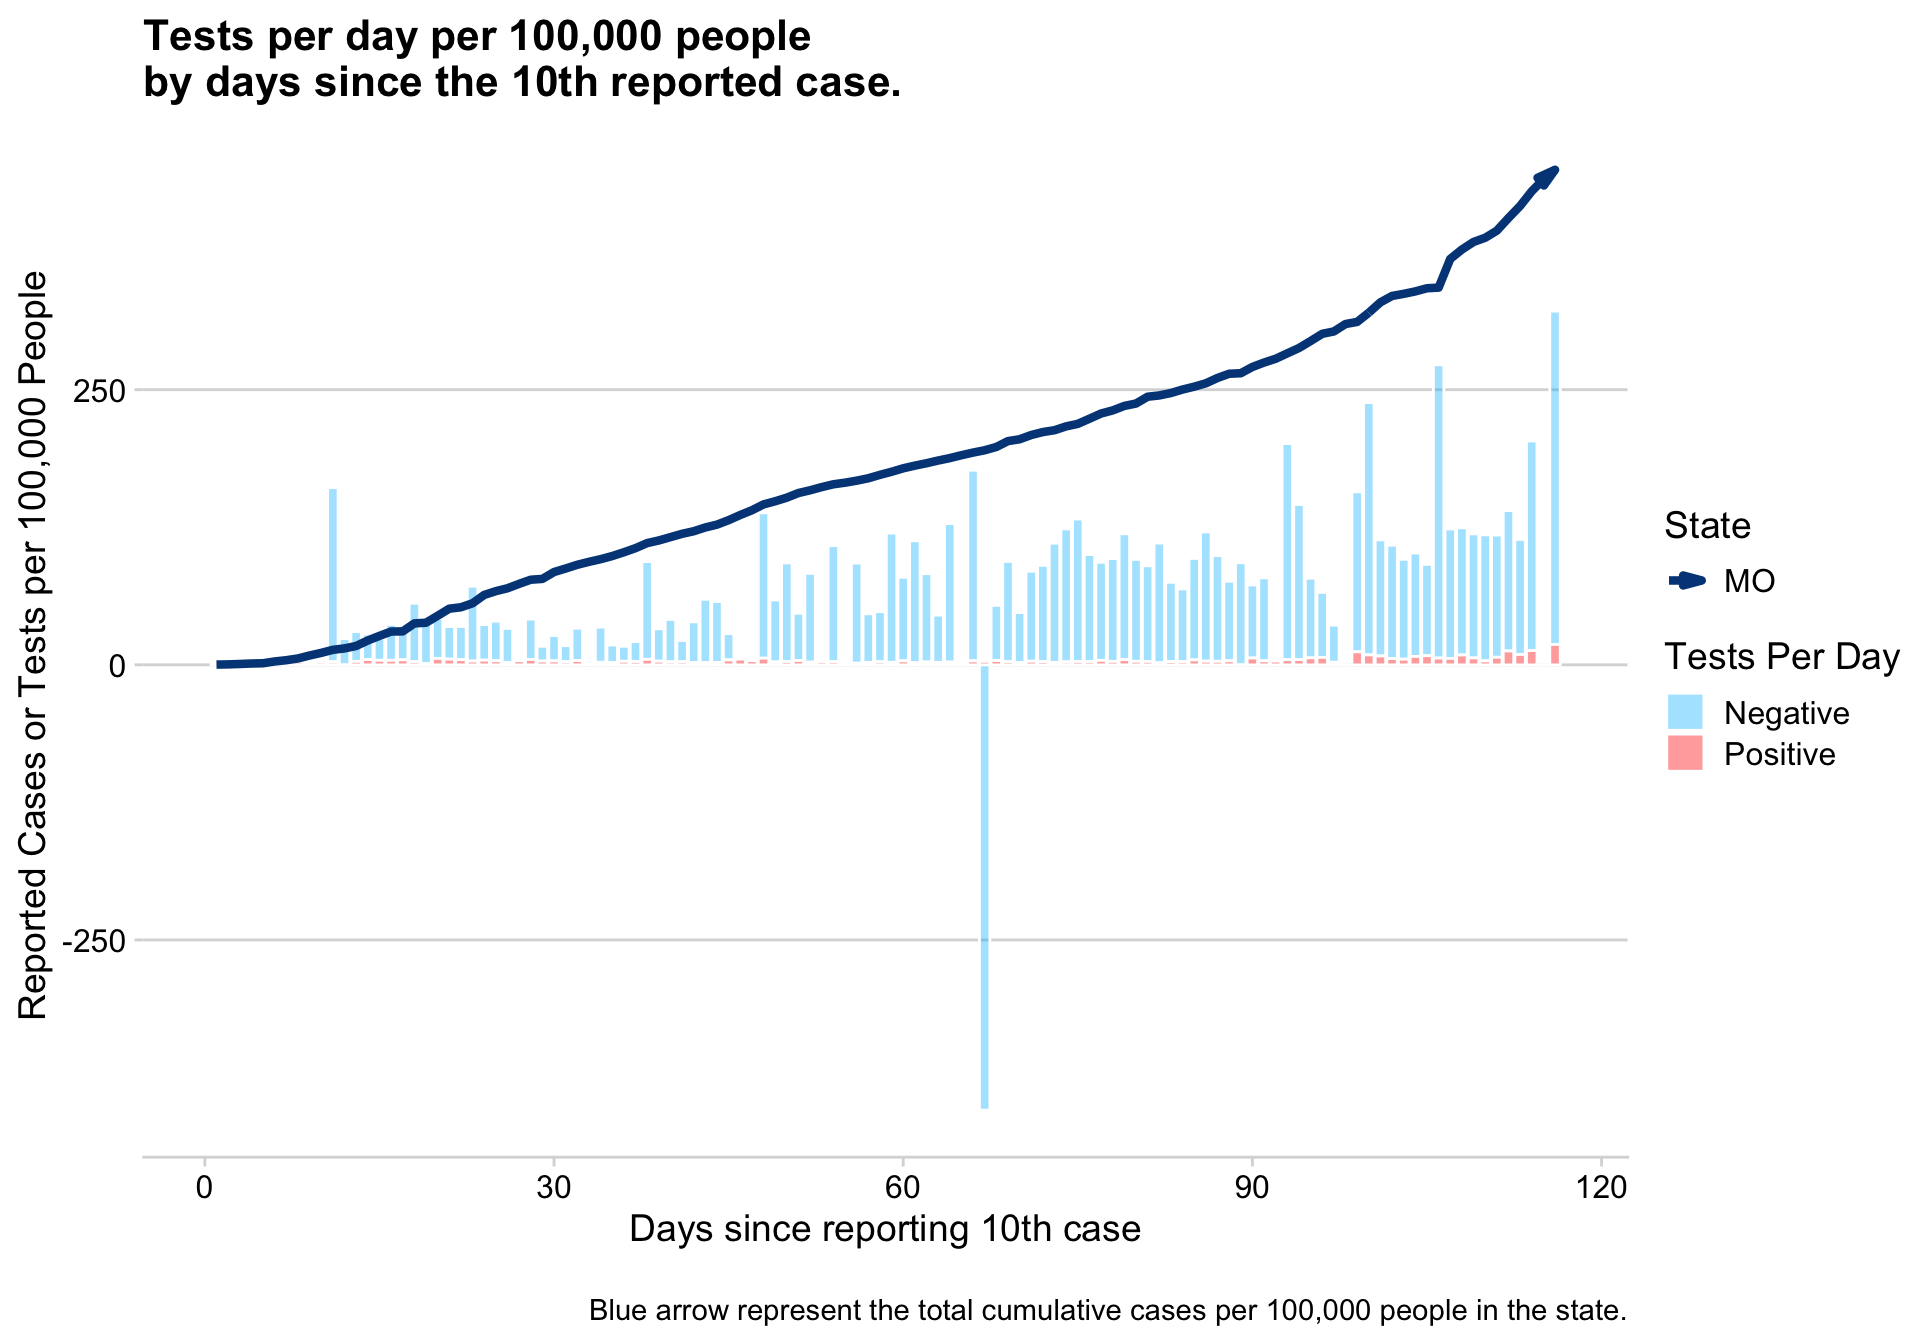 Tests per day per 100,000 people
by days since the 10th reported case.
Reported Cases or Tests per 100,000 People
250
0
-250
0
30
60
90
120
Days since reporting 10th case
State
MO
Tests Per Day
Negative
Positive
Blue arrow represent the total cumulative cases per 100,000 people in the state.